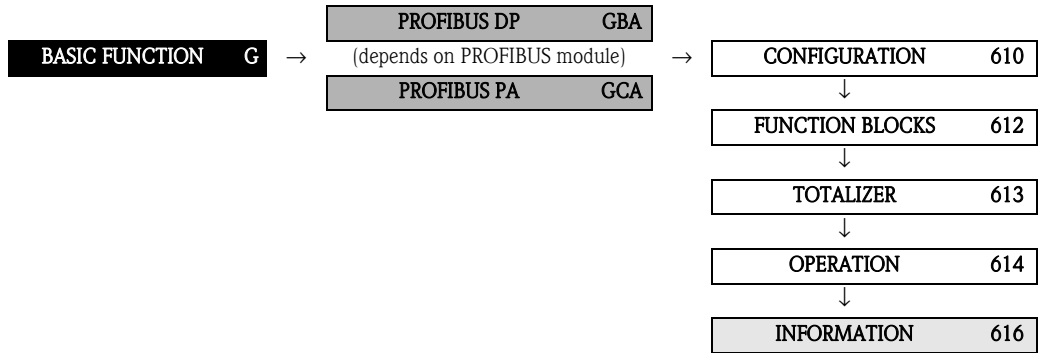 PROFIBUS DP GBA
BASIC FUNCTION G → (depends on PROFIBUS module) → CONFIGURATION 610
PROFIBUS PA GCA
↓
FUNCTION BLOCKS 612
↓
TOTALIZER 613
↓
OPERATION 614
↓
INFORMATION 616